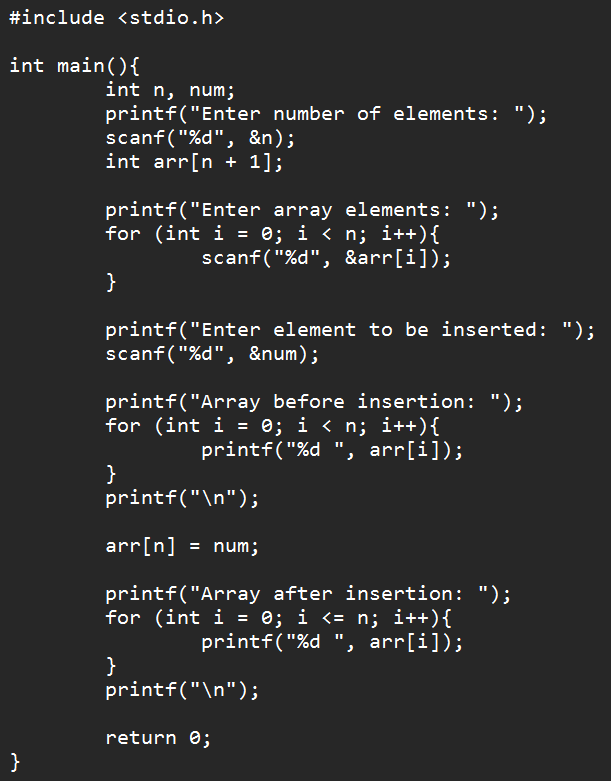 #include <stdio.h>

int main(){
        int n, num;
        printf("Enter number of elements: ");
        scanf("%d", &n);
        int arr[n + 1];

        printf("Enter array elements: ");
        for (int i = 0; i < n; i++){
                scanf("%d", &arr[i]);
        }

        printf("Enter element to be inserted: ");
        scanf("%d", &num);

        printf("Array before insertion: ");
        for (int i = 0; i < n; i++){
                printf("%d ", arr[i]);
        }
        printf("\n");

        arr[n] = num;

        printf("Array after insertion: ");
        for (int i = 0; i <= n; i++){
                printf("%d ", arr[i]);
        }
        printf("\n");

        return 0;
}